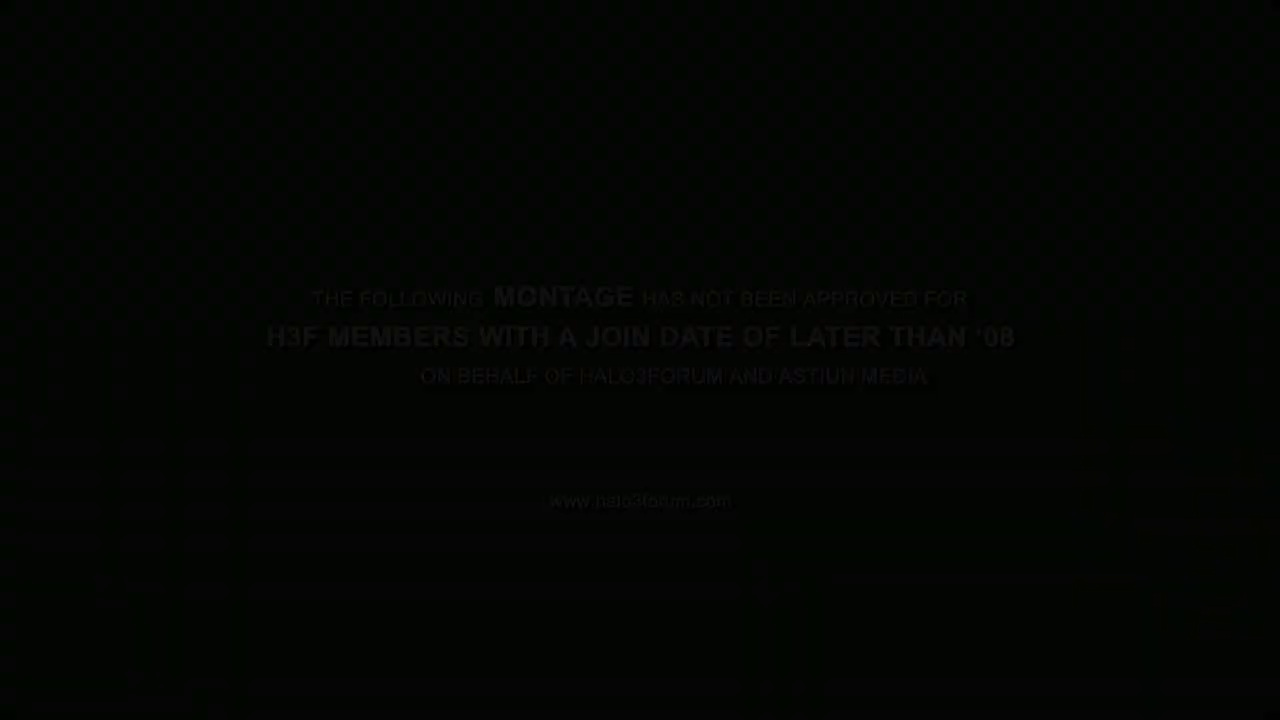 THE FOLLOWING MONTAGE HAS NOT BEEN APPROVED FOR
H3F MEMBERS WITH A JOIN DATE OF LATER THAN '08
ON BEHALF OF HALO3FORUM AND ASTIUN MEDIA
www.halo3forum.com